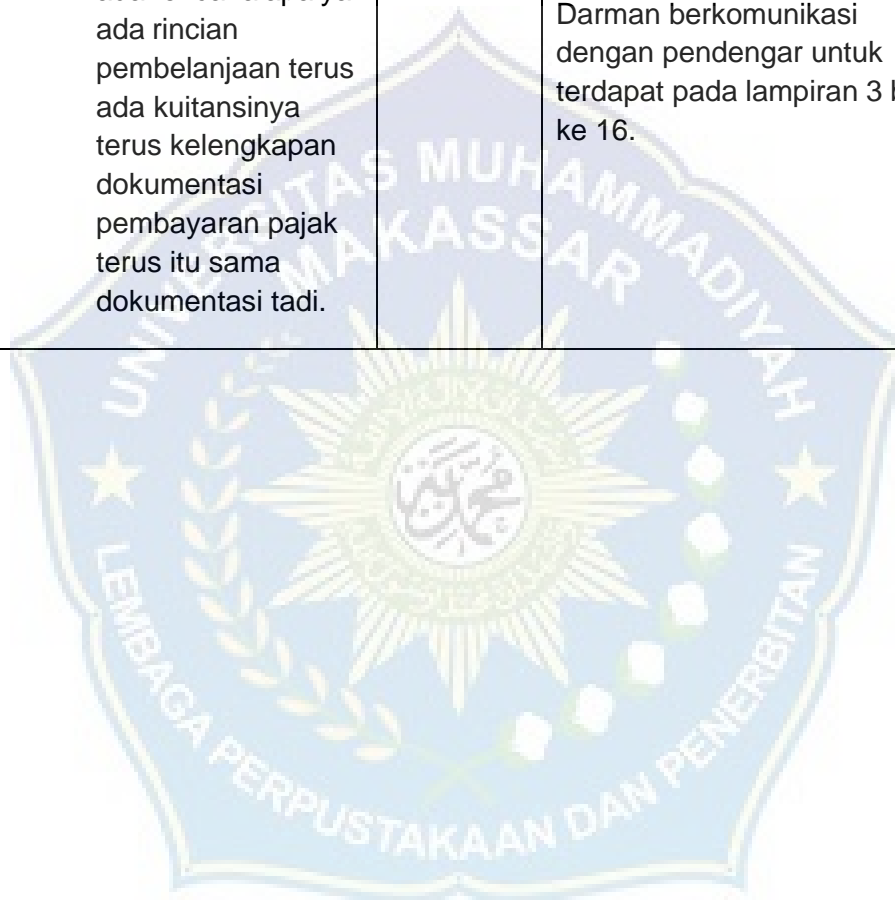 ada rincian
pembelanjaan terus
ada kuitansinya
terus kelengkapan
dokumentasi
pembayaran pajak
terus itu sama
dokumentasi tadi.
Darman berkomunikasi
dengan pendengar untuk
terdapat pada lampiran 3
ke 16.
UNIVERSITAS MUHAMMADIYAH
MAKASSAR
LEMBAGA PERPUSTAKAAN DAN PENERBITAN